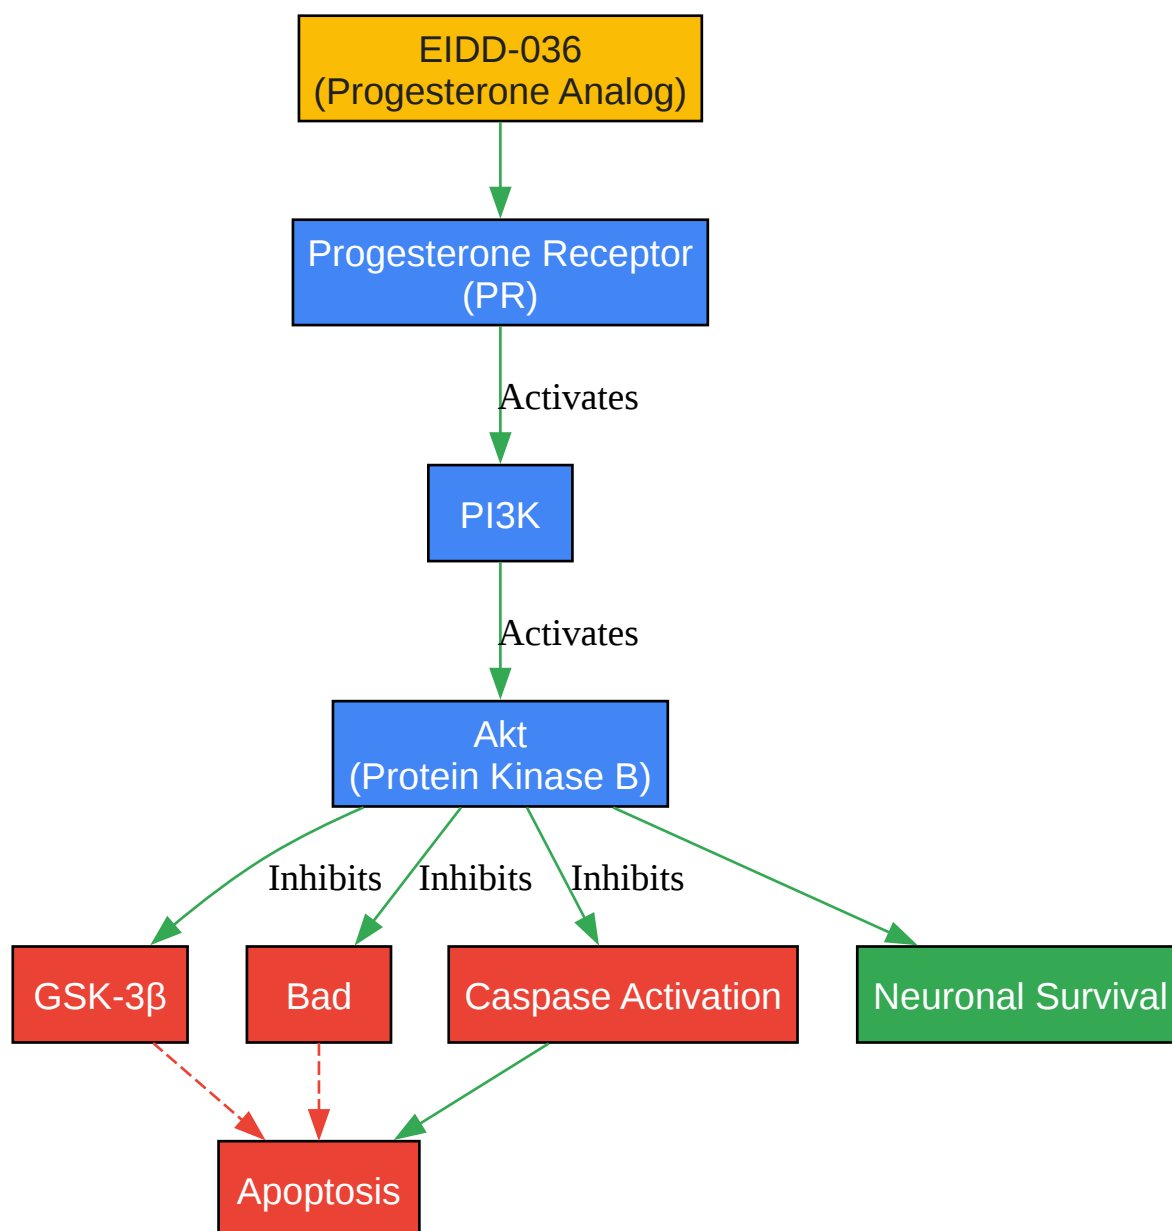 EIDD-036
(Progesterone Analog)
Progesterone Receptor
(PR)
Activates
PI3K
Activates
Akt
(Protein Kinase B)
Inhibits
Inhibits
Inhibits
GSK-3β
Bad
Caspase Activation
Neuronal Survival
Apoptosis